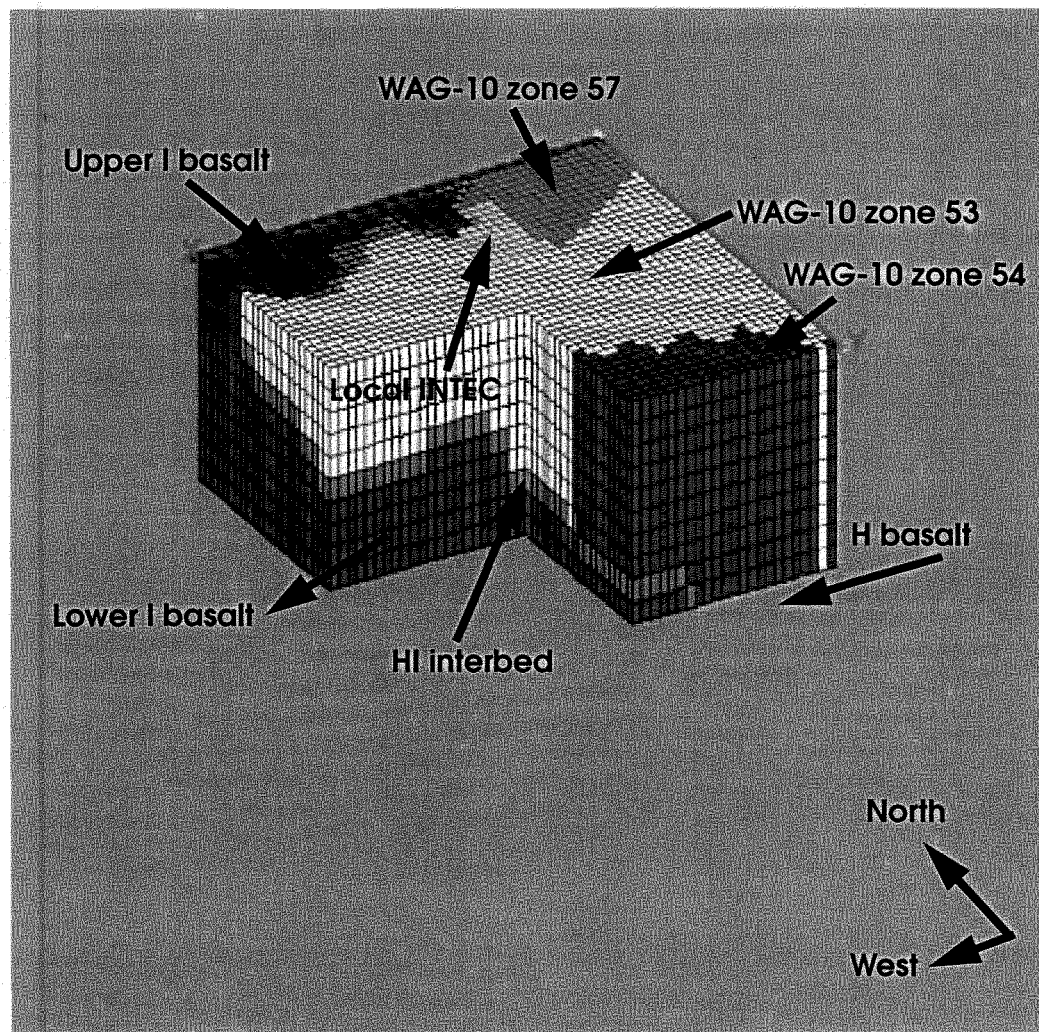 WAG-10 zone 57
Upper I basalt
WAG-10 zone 53
WAG-10 zone 54
Local INTEC
H basalt
Lower I basalt
HI interbed
North
West